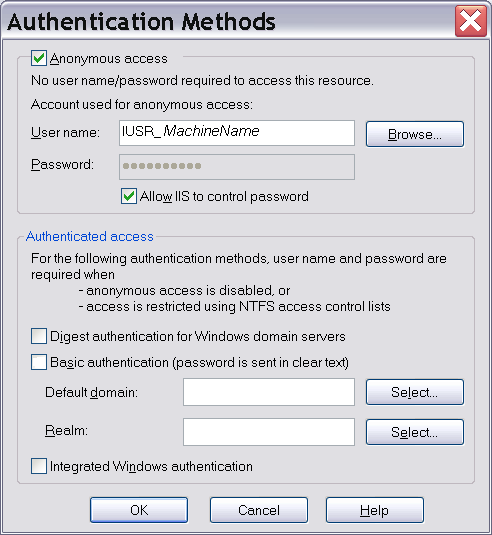 Authentication Methods
Anonymous access
No user name/password required to access this resource.
Account used for anonymous access:
User name: IUSR_MachineName Browse...
Password: ●●●●●●●●●●
Allow IIS to control password
Authenticated access
For the following authentication methods, user name and password are
required when
- anonymous access is disabled, or
- access is restricted using NTFS access control lists
Digest authentication for Windows domain servers
Basic authentication (password is sent in clear text)
Default domain: Select...
Realm: Select...
Integrated Windows authentication
OK Cancel Help